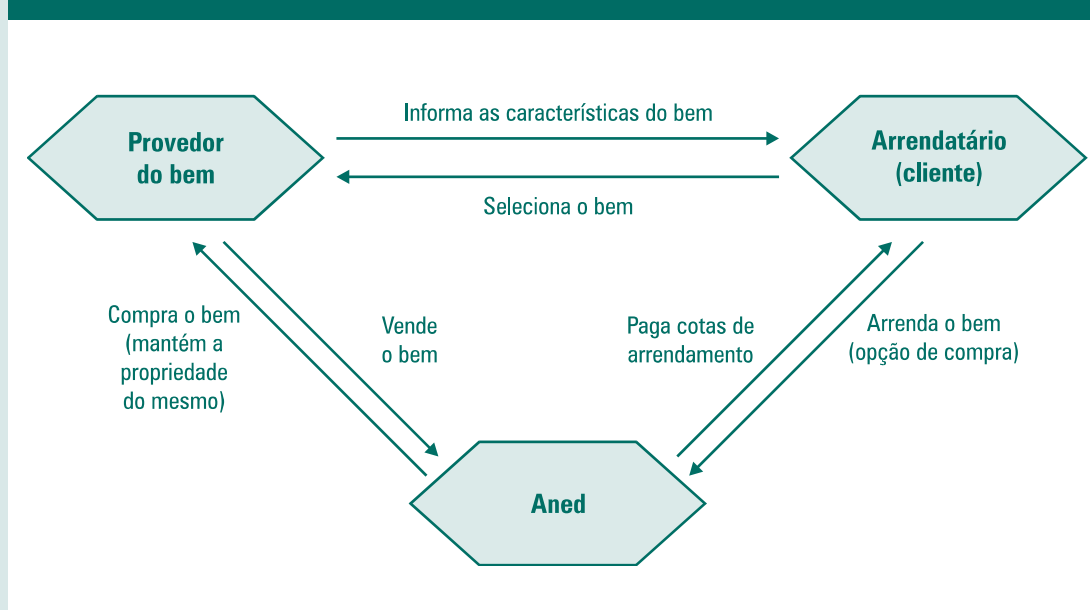 Informa as características do bem
Provedor
do bem
Arrendatário
(cliente)
Seleciona o bem
Compra o bem
(mantém a
propriedade
do mesmo)
Vende
o bem
Paga cotas de
arrendamento
Arrenda o bem
(opção de compra)
Aned